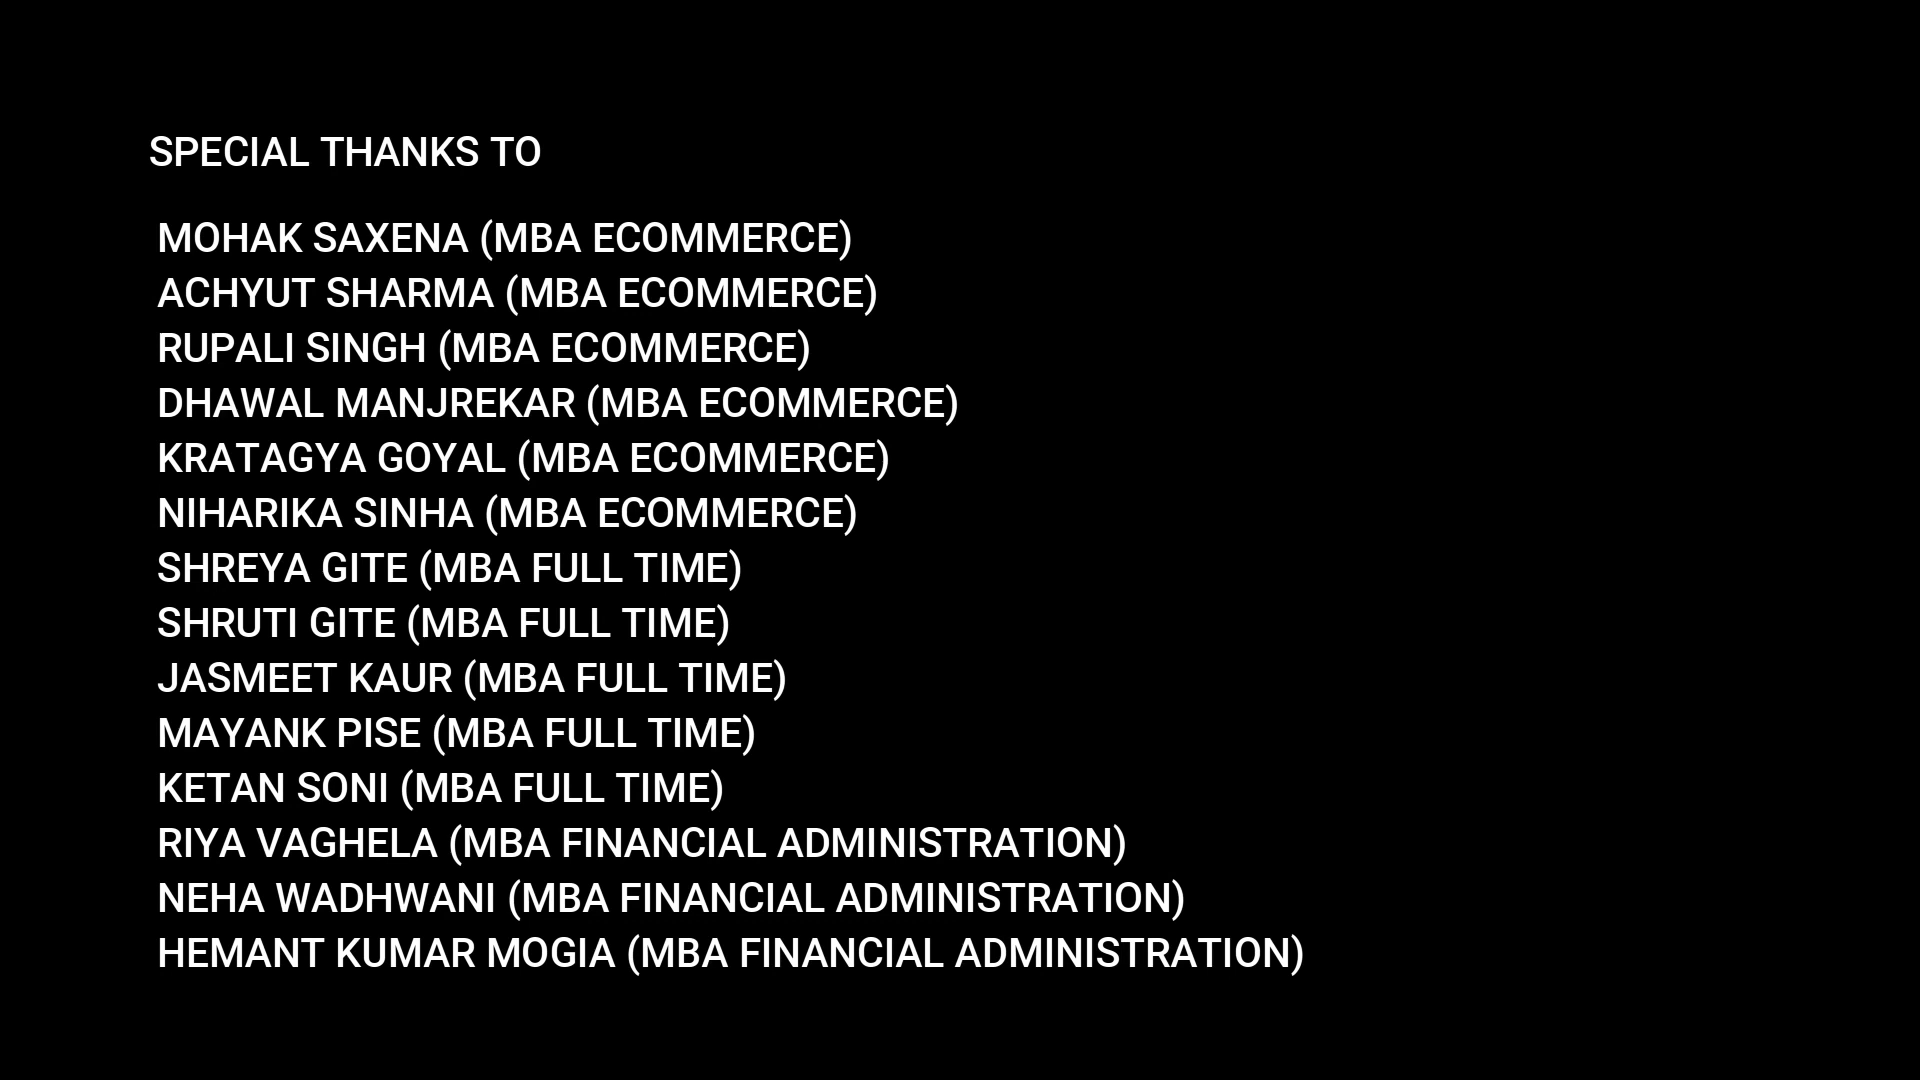 SPECIAL THANKS TO
MOHAK SAXENA (MBA ECOMMERCE)
ACHYUT SHARMA (MBA ECOMMERCE)
RUPALI SINGH (MBA ECOMMERCE)
DHAWAL MANJREKAR (MBA ECOMMERCE)
KRATAGYA GOYAL (MBA ECOMMERCE)
NIHARIKA SINHA (MBA ECOMMERCE)
SHREYA GITE (MBA FULL TIME)
SHRUTI GITE (MBA FULL TIME)
JASMEET KAUR (MBA FULL TIME)
MAYANK PISE (MBA FULL TIME)
KETAN SONI (MBA FULL TIME)
RIYA VAGHELA (MBA FINANCIAL ADMINISTRATION)
NEHA WADHWANI (MBA FINANCIAL ADMINISTRATION)
HEMANT KUMAR MOGIA (MBA FINANCIAL ADMINISTRATION)